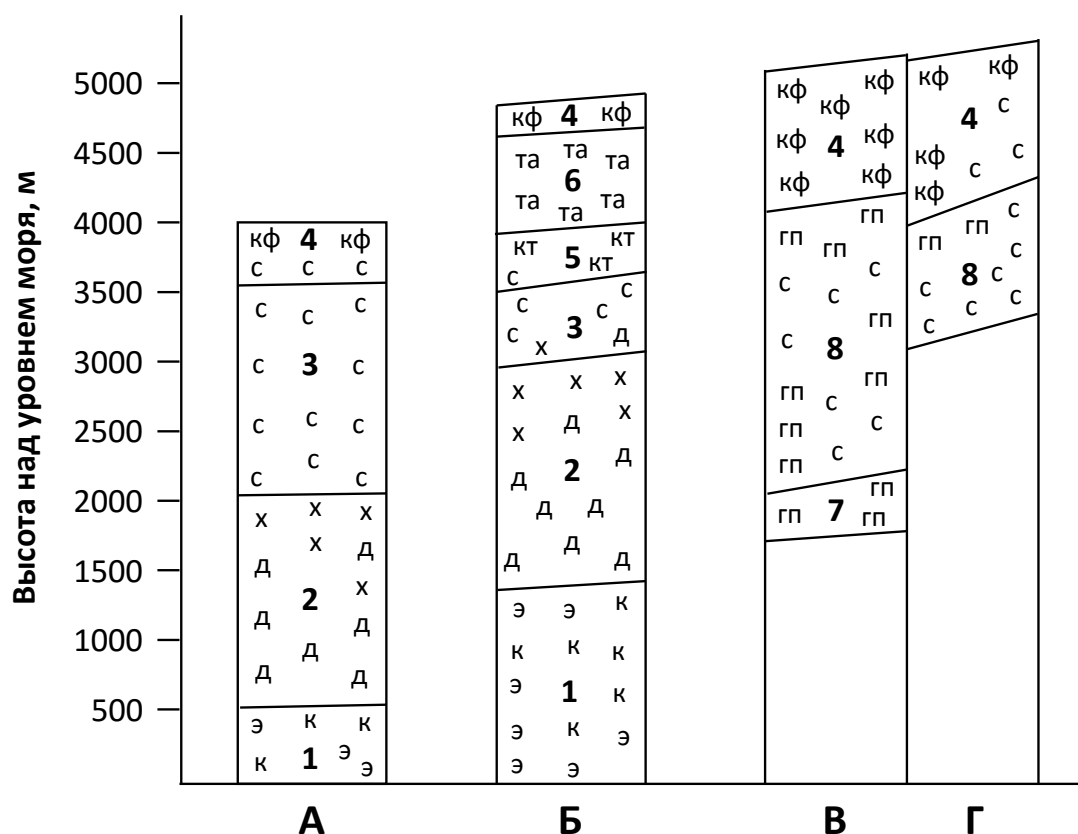 Высота над уровнем моря, м
5000
4500
4000
3500
3000
2500
2000
1500
1000
500
кф 4 кф
с с с
с с с
с 3 с
с с с
с с с
х х х
х д
д х
2
д д
д
д д
э к к
э
к 1 э
А
кф 4 кф
та та та
6
та та та
кт кт
5 кт
с
с с с
с 3 д
х
х х х
х
х д
д
2
д
д д
д
д д
э э к
к к к
э 1 к
э к э
э э
Б
кф кф
кф
кф кф
4
кф кф
гп
гп гп
с с
с
гп
с 8
гп гп
с
гп с
гп с
гп
гп 7 гп
В
кф кф
с
4
кф с
с
кф
с
гп гп
с
8 с
с
с с
с
Г